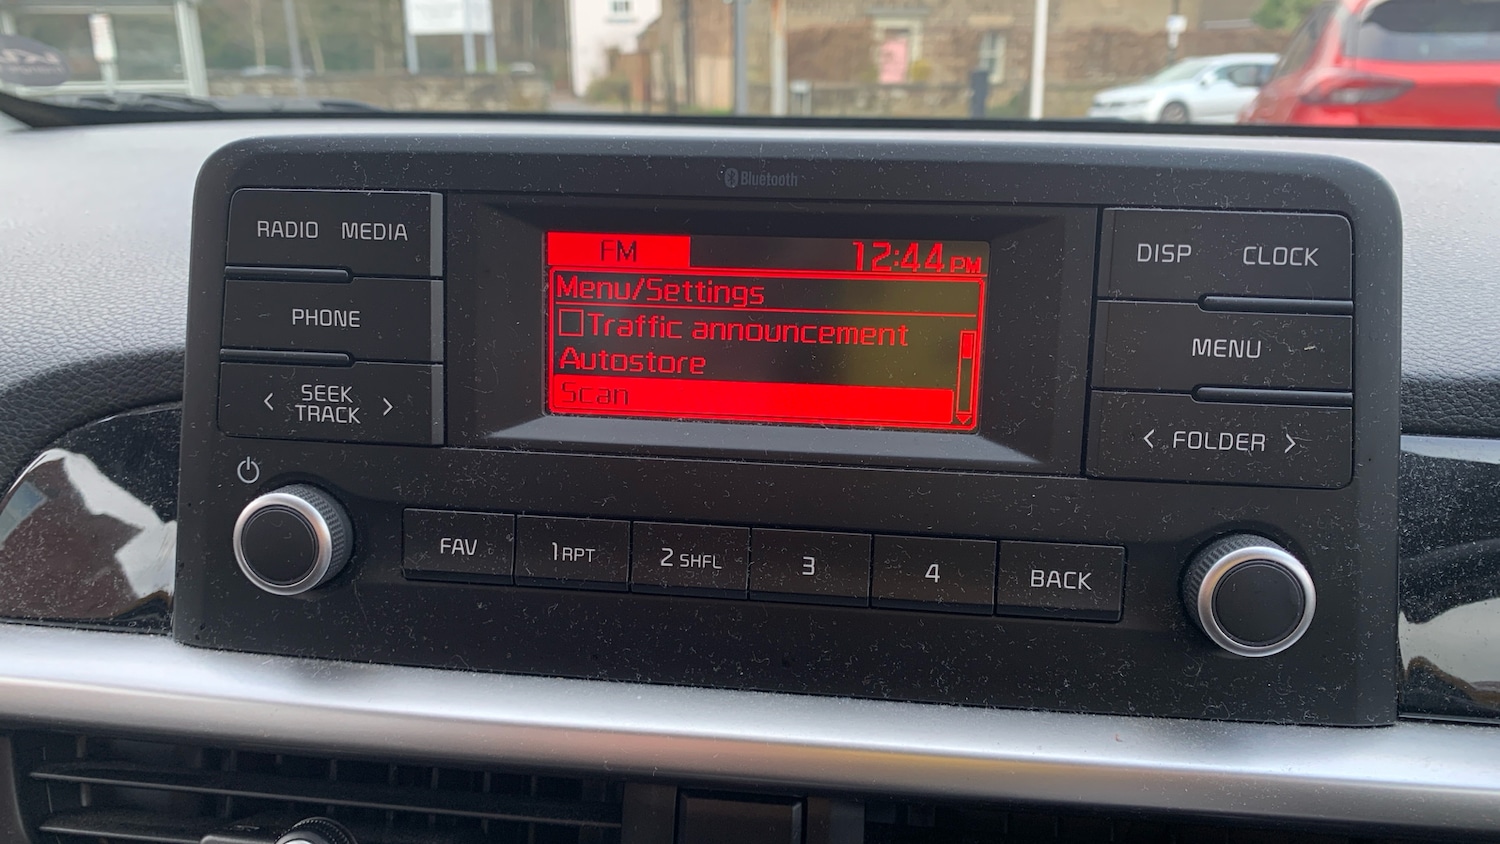 Bluetooth
RADIO MEDIA
PHONE
< SEEK TRACK >
FM 12:44 PM
Menu/Settings
Traffic announcement
Autostore
Scan
DISP CLOCK
MENU
< FOLDER >
FAV 1 RPT 2 SHFL 3 4 BACK